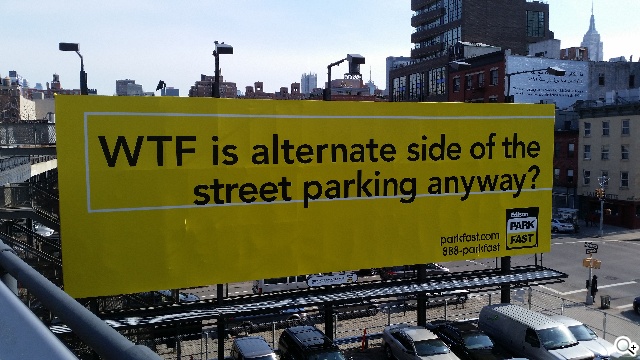 WTF is alternate side of the
street parking anyway?
parkfast.com
888-parkfast
Edison
PARK
FAST